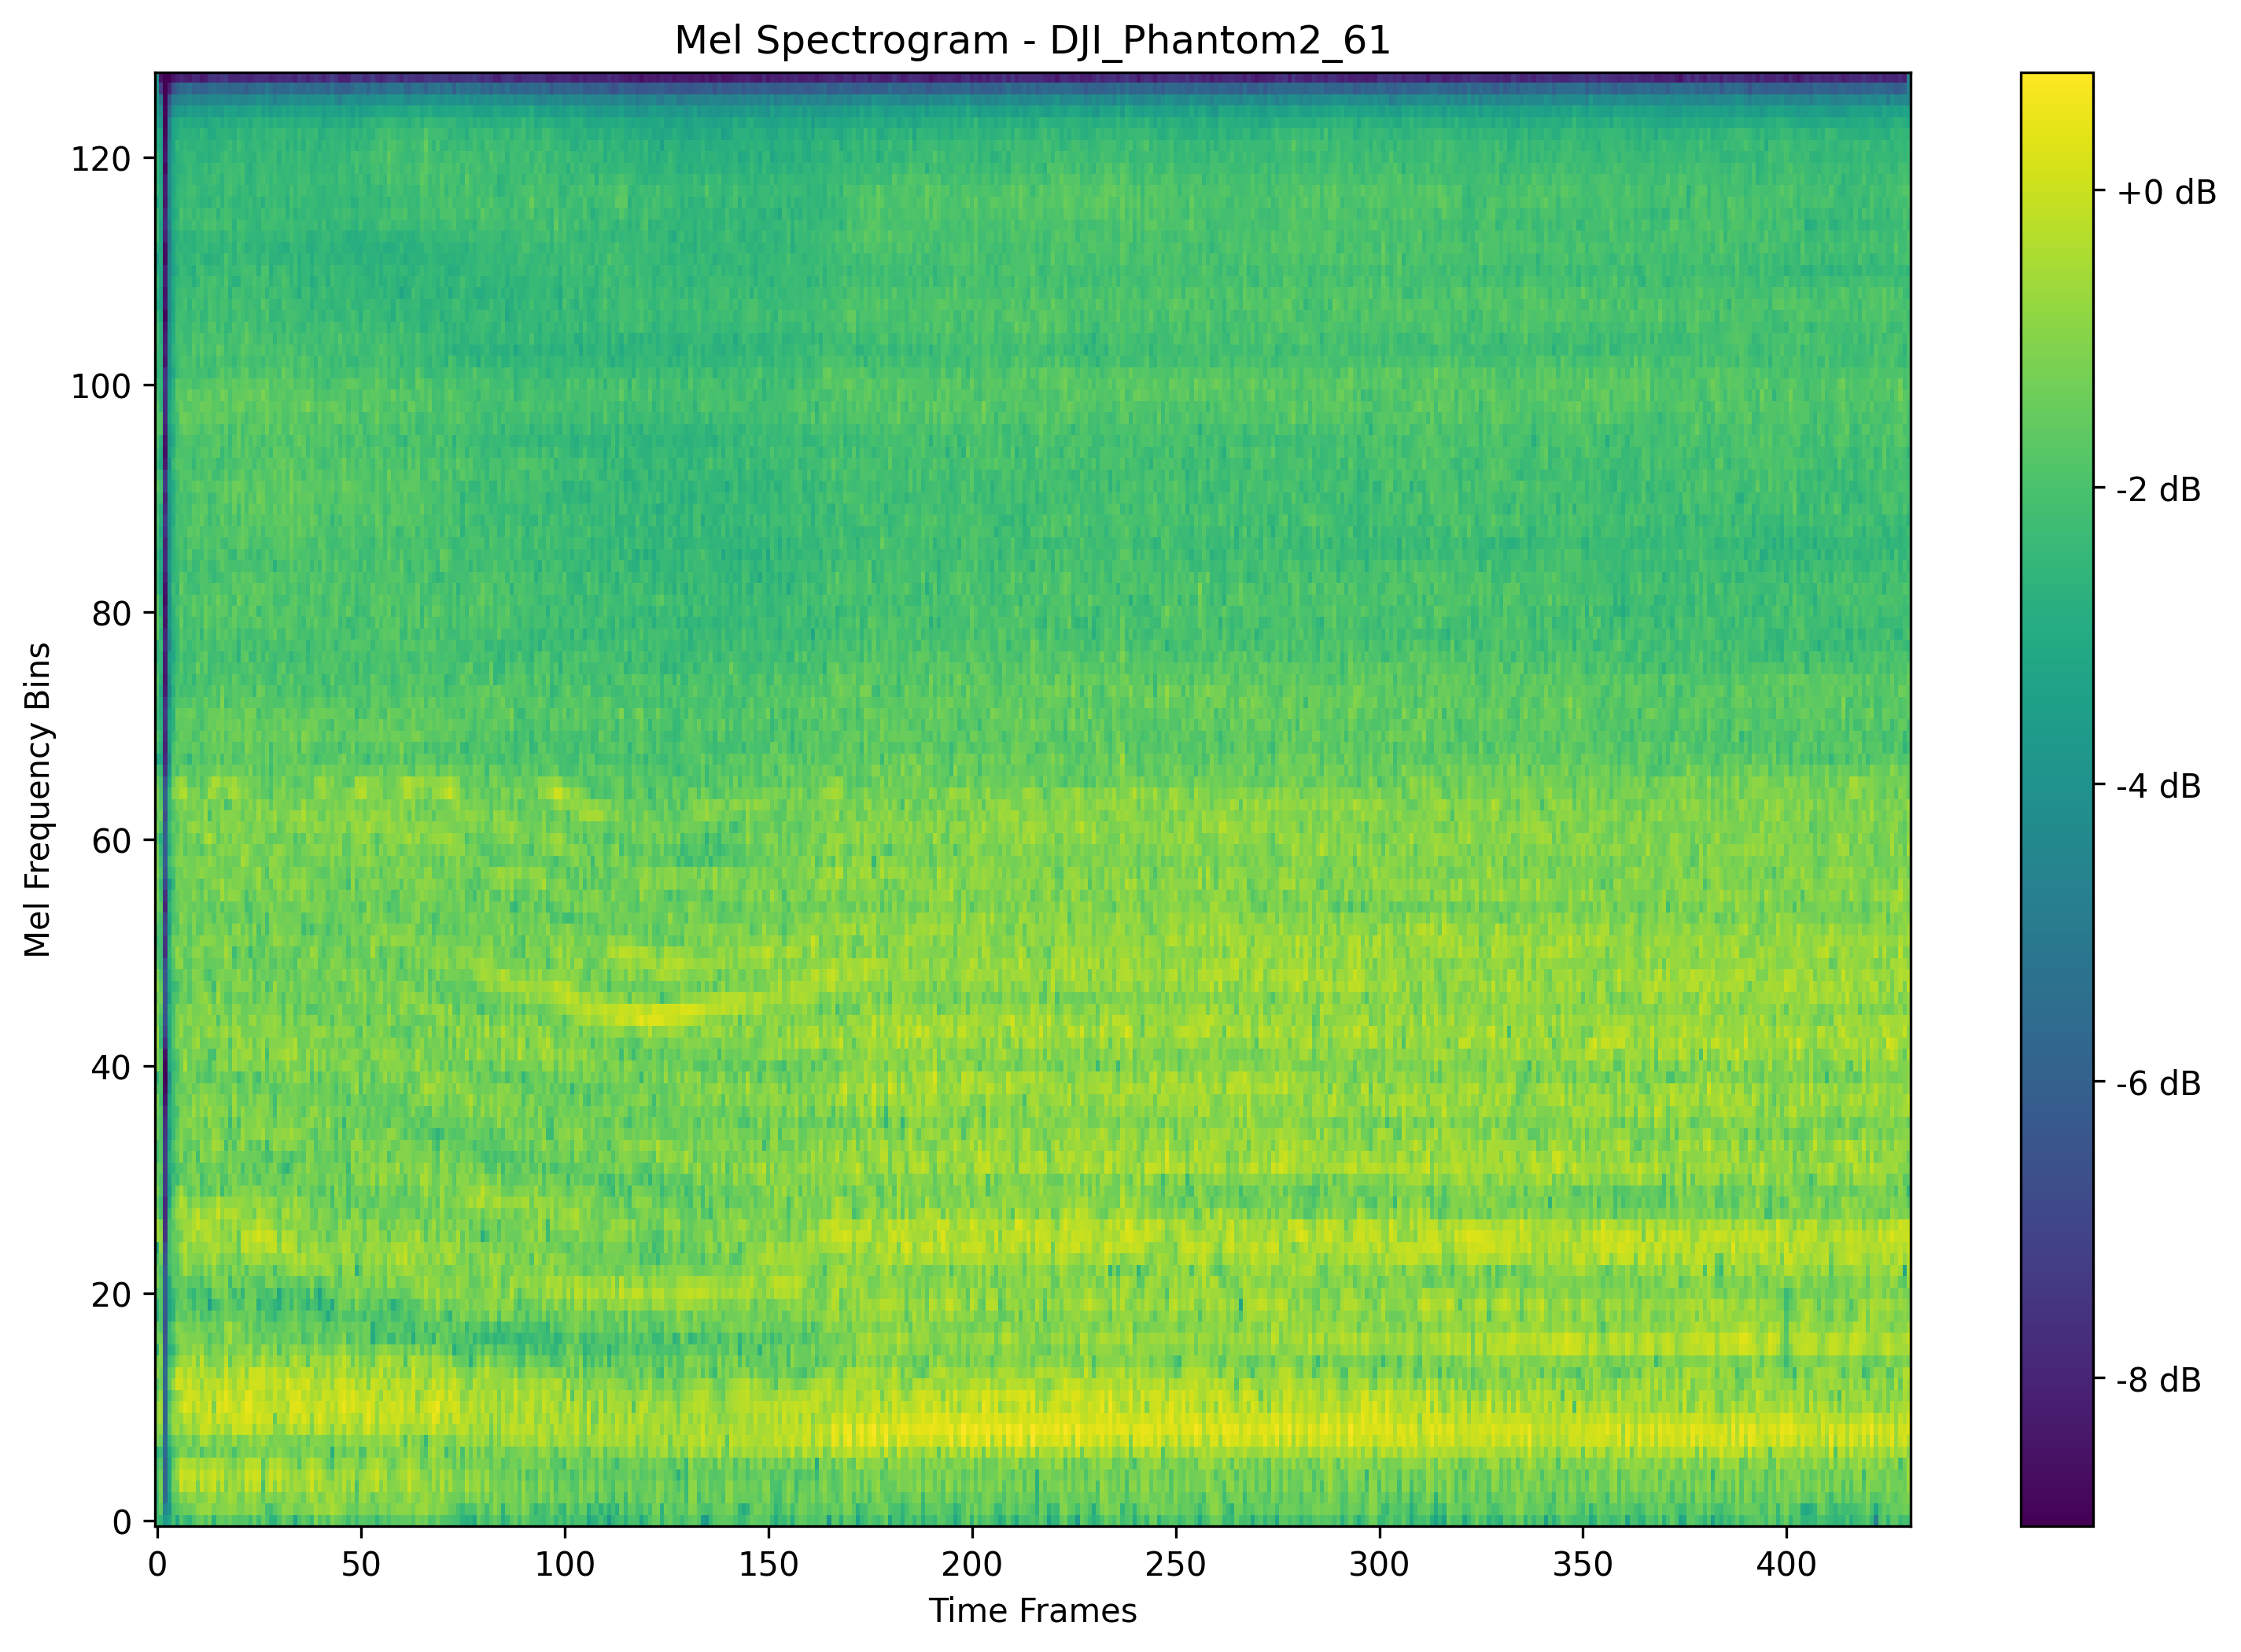 Mel Spectrogram - DJI_Phantom2_61
Mel Frequency Bins
120
100
80
60
40
20
0
0 50 100 150 200 250 300 350 400
Time Frames
+0 dB
-2 dB
-4 dB
-6 dB
-8 dB